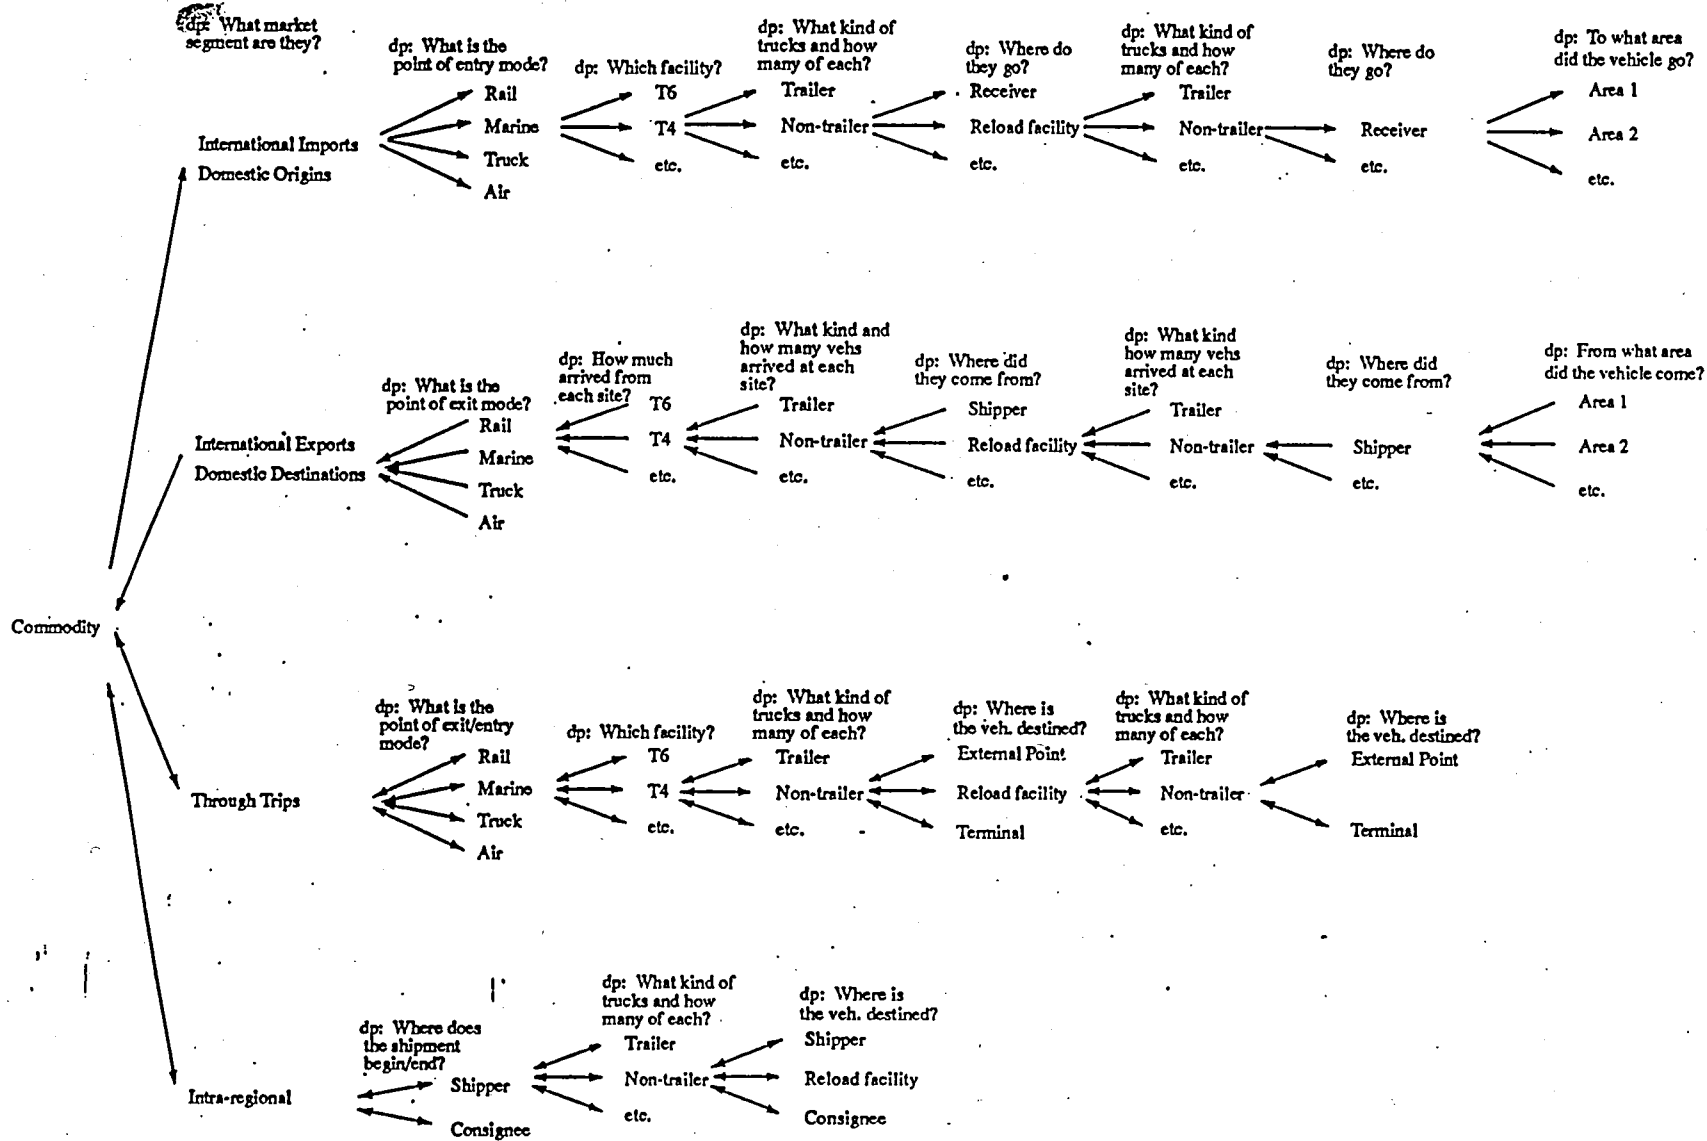 dp: What market
segment are they?
dp: What is the
point of entry mode?
Rail
Marine
Truck
Air
dp: Which facility?
T6
T4
etc.
dp: What kind of
trucks and how
many of each?
Trailer
Non-trailer
etc.
dp: Where do
they go?
Receiver
Reload facility
etc.
dp: What kind of
trucks and how
many of each?
Trailer
Non-trailer
etc.
dp: Where do
they go?
Receiver
etc.
dp: To what area
did the vehicle go?
Area 1
Area 2
etc.
International Imports
Domestic Origins
dp: What is the
point of exit mode?
Rail
Marine
Truck
Air
dp: How much
arrived from
each site?
T6
T4
etc.
dp: What kind and
how many vehs
arrived at each
site?
Trailer
Non-trailer
etc.
dp: Where did
they come from?
Shipper
Reload facility
etc.
dp: What kind
how many vehs
arrived at each
site?
Trailer
Non-trailer
etc.
dp: Where did
they come from?
Shipper
etc.
dp: From what area
did the vehicle come?
Area 1
Area 2
etc.
International Exports
Domestic Destinations
Commodity
dp: What is the
point of exit/entry
mode?
Rail
Marine
Truck
Air
dp: Which facility?
T6
T4
etc.
dp: What kind of
trucks and how
many of each?
Trailer
Non-trailer
etc.
dp: Where is
the veh. destined?
External Point
Reload facility
Terminal
dp: What kind of
trucks and how
many of each?
Trailer
Non-trailer
etc.
dp: Where is
the veh. destined?
External Point
Terminal
Through Trips
dp: Where does
the shipment
begin/end?
Shipper
Consignee
dp: What kind of
trucks and how
many of each?
Trailer
Non-trailer
etc.
dp: Where is
the veh. destined?
Shipper
Reload facility
Consignee
Intra-regional